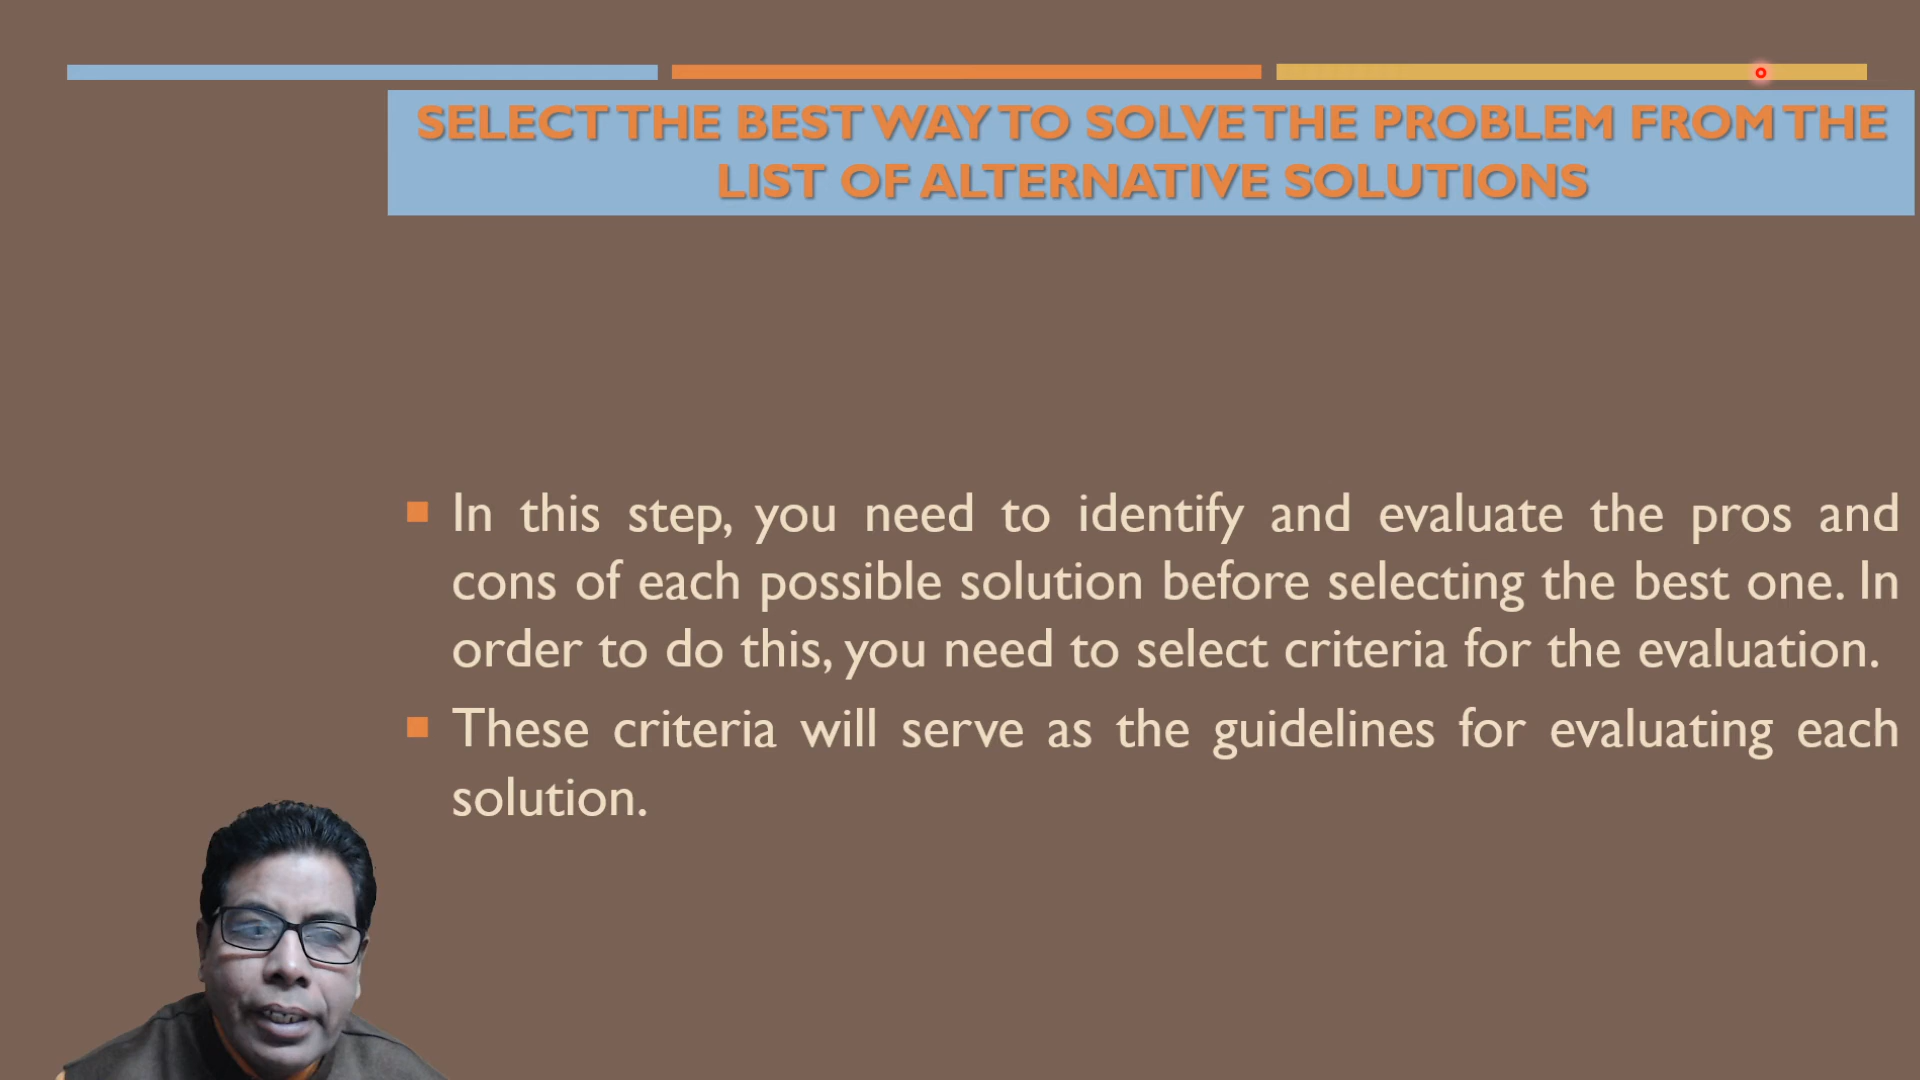 SELECT THE BEST WAY TO SOLVE THE PROBLEM FROM THE
LIST OF ALTERNATIVE SOLUTIONS
In this step, you need to identify and evaluate the pros and
cons of each possible solution before selecting the best one. In
order to do this, you need to select criteria for the evaluation.
These criteria will serve as the guidelines for evaluating each
solution.